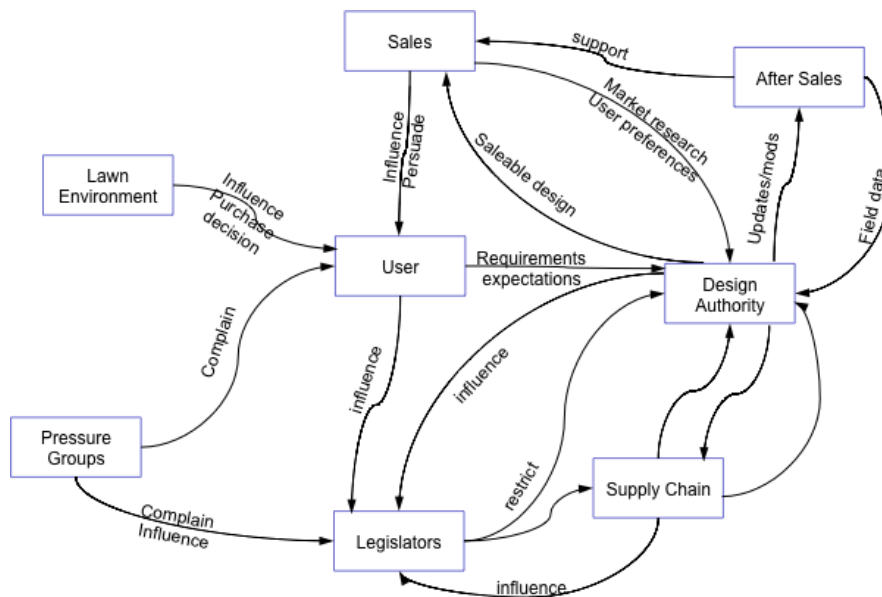 Sales
support
After Sales
Market research
User preferences
Influence
Persuade
Saleable design
Updates/mods
Field data
Lawn
Environment
Influence
Purchase
decision
User
Requirements
expectations
Design
Authority
Complain
influence
influence
Pressure
Groups
restrict
Supply Chain
Complain
Influence
Legislators
influence